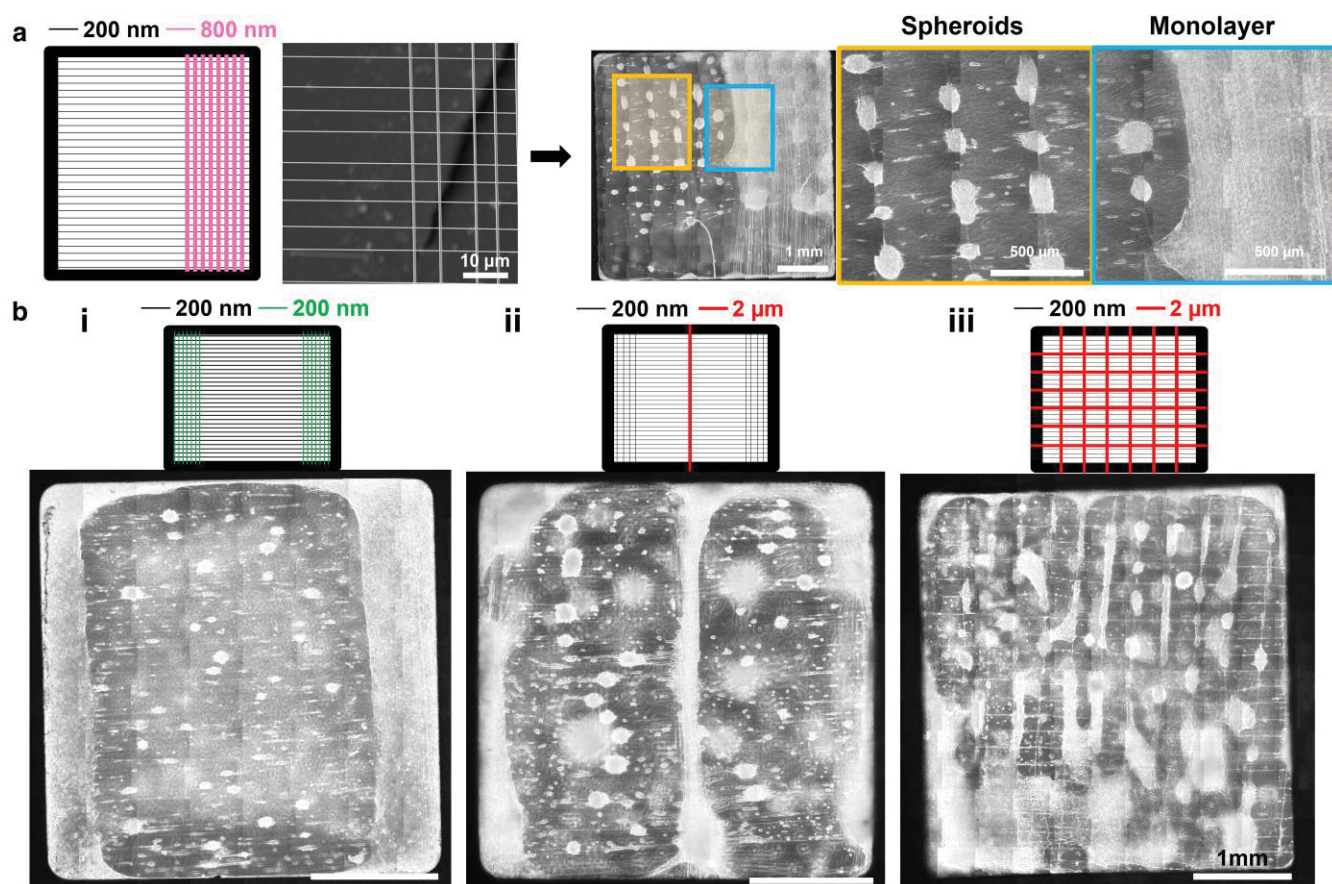 a
200 nm 800 nm
10 µm
1 mm
Spheroids
500 µm
Monolayer
500 µm
b
i
200 nm 200 nm
ii
200 nm 2 µm
iii
200 nm 2 µm
1mm